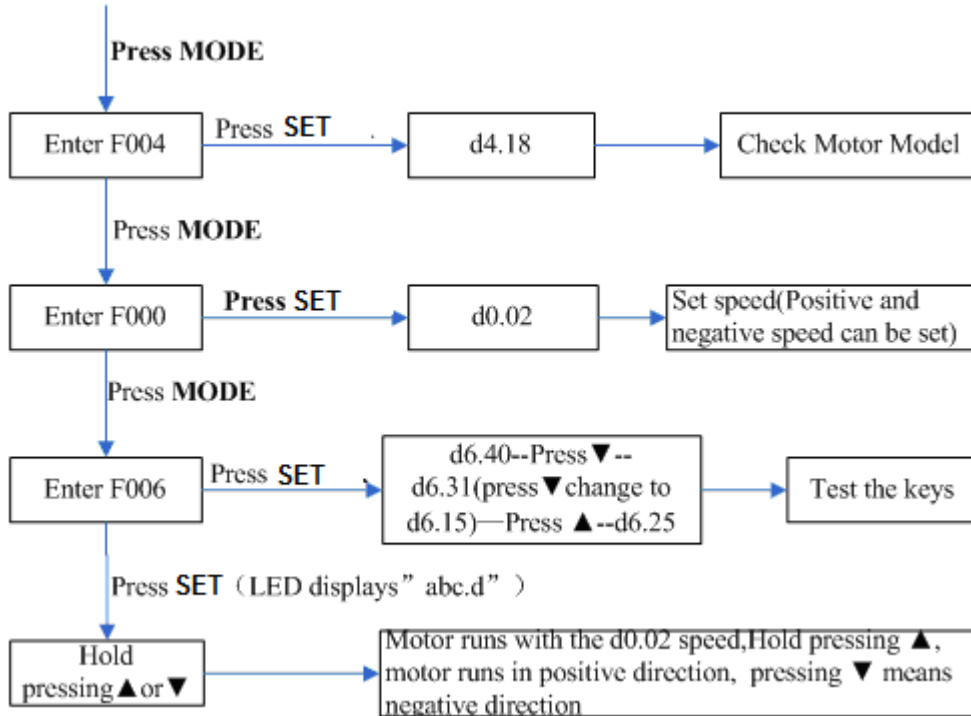 Press MODE
Enter F004
Press SET
d4.18
Check Motor Model
Press MODE
Enter F000
Press SET
d0.02
Set speed(Positive and
negative speed can be set)
Press MODE
Enter F006
Press SET
d6.40--Press▼--
d6.31(press▼change to
d6.15)—Press ▲--d6.25
Test the keys
Press SET（LED displays” abc.d”）
Hold
pressing▲or▼
Motor runs with the d0.02 speed,Hold pressing ▲,
motor runs in positive direction, pressing ▼ means
negative direction